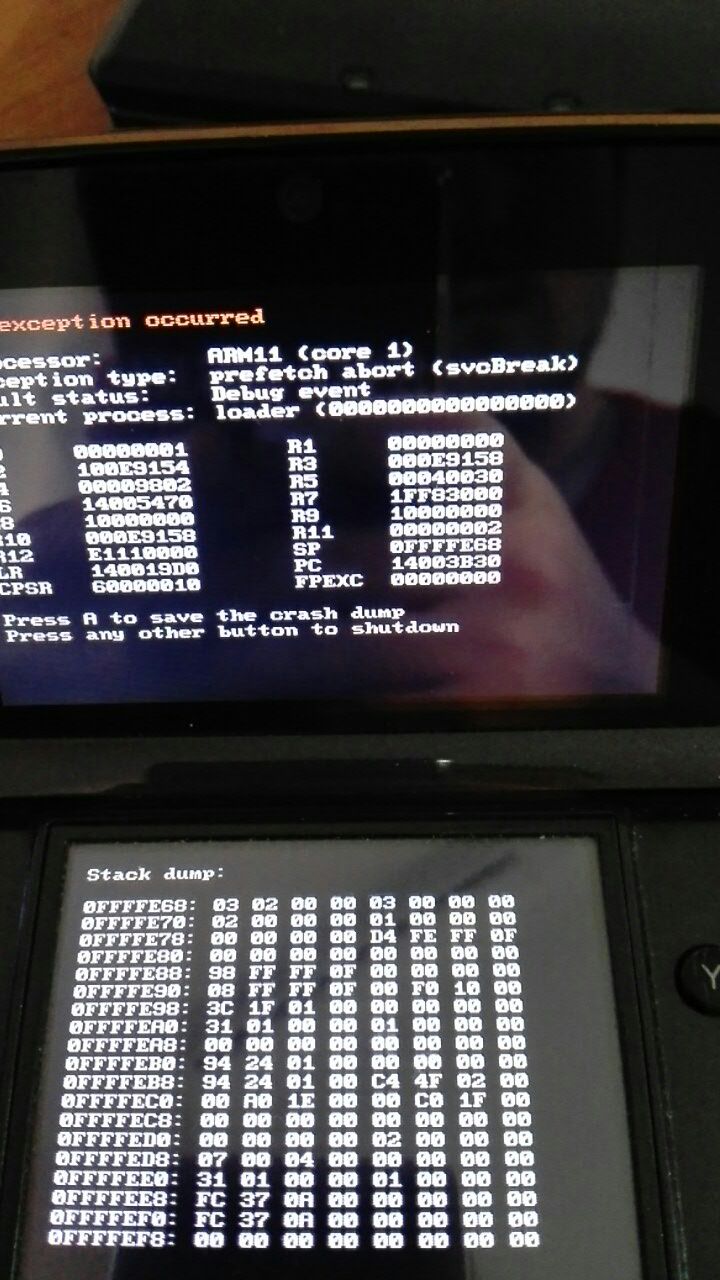 exception occurred
ocessor: ARM11 (core 1)
ception type: prefetch abort (svcBreak)
ult status: Debug event
rrent process: loader (0000000000000000)
00000001 R1 00000000
2 100E9154 R3 000E9158
4 00009802 R5 00040030
6 14005470 R7 1FF83000
8 10000000 R9 10000000
10 000E9158 R11 00000002
R12 E1110000 SP 0FFFFE68
LR 140019D0 PC 14003B30
CPSR 60000010 FPEXC 00000000
Press A to save the crash dump
Press any other button to shutdown
Stack dump:
0FFFFE68: 03 02 00 00 03 00 00 00
0FFFFE70: 02 00 00 00 01 00 00 00
0FFFFE78: 00 00 00 00 D4 FE FF 0F
0FFFFE80: 00 00 00 00 00 00 00 00
0FFFFE88: 98 FF FF 0F 00 00 00 00
0FFFFE90: 08 FF FF 0F 00 F0 10 00
0FFFFE98: 3C 1F 01 00 00 00 00 00
0FFFFEA0: 31 01 00 00 01 00 00 00
0FFFFEA8: 00 00 00 00 00 00 00 00
0FFFFEB0: 94 24 01 00 00 00 00 00
0FFFFEB8: 94 24 01 00 C4 4F 02 00
0FFFFEC0: 00 A0 1E 00 00 C0 1F 00
0FFFFEC8: 00 00 00 00 00 00 00 00
0FFFFED0: 00 00 00 00 02 00 00 00
0FFFFED8: 07 00 04 00 00 00 00 00
0FFFFEE0: 31 01 00 00 01 00 00 00
0FFFFEE8: FC 37 0A 00 00 00 00 00
0FFFFEF0: FC 37 0A 00 00 00 00 00
0FFFFEF8: 00 00 00 00 00 00 00 00
Y